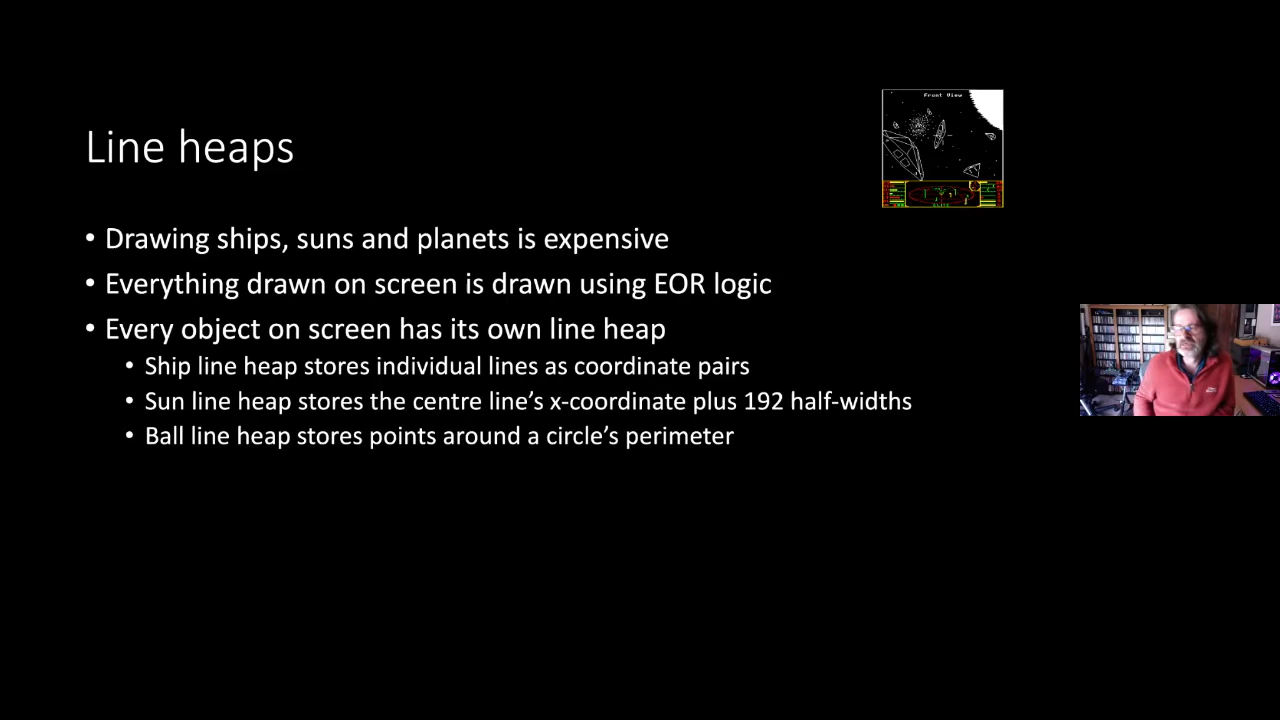 Line heaps
Front View
• Drawing ships, suns and planets is expensive
• Everything drawn on screen is drawn using EOR logic
• Every object on screen has its own line heap
• Ship line heap stores individual lines as coordinate pairs
• Sun line heap stores the centre line’s x-coordinate plus 192 half-widths
• Ball line heap stores points around a circle’s perimeter